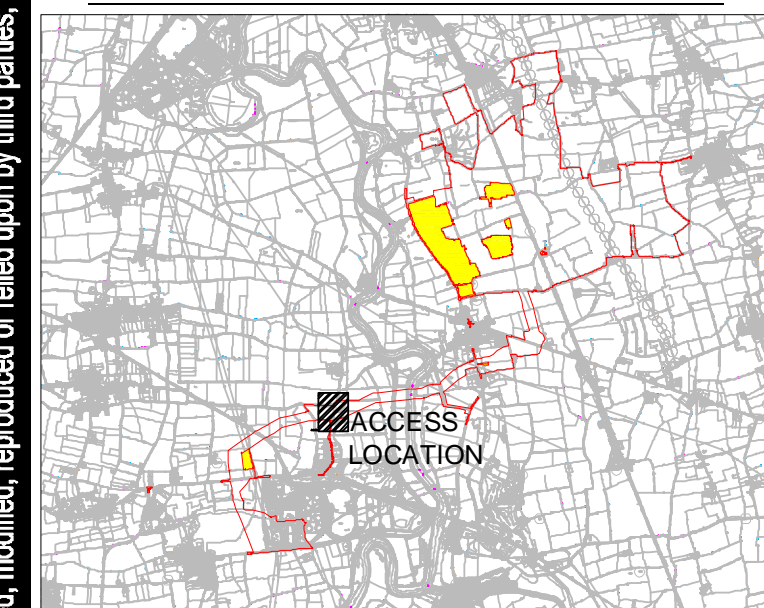 d, modified, reproduced or relied upon by third parties,
ACCESS
LOCATION